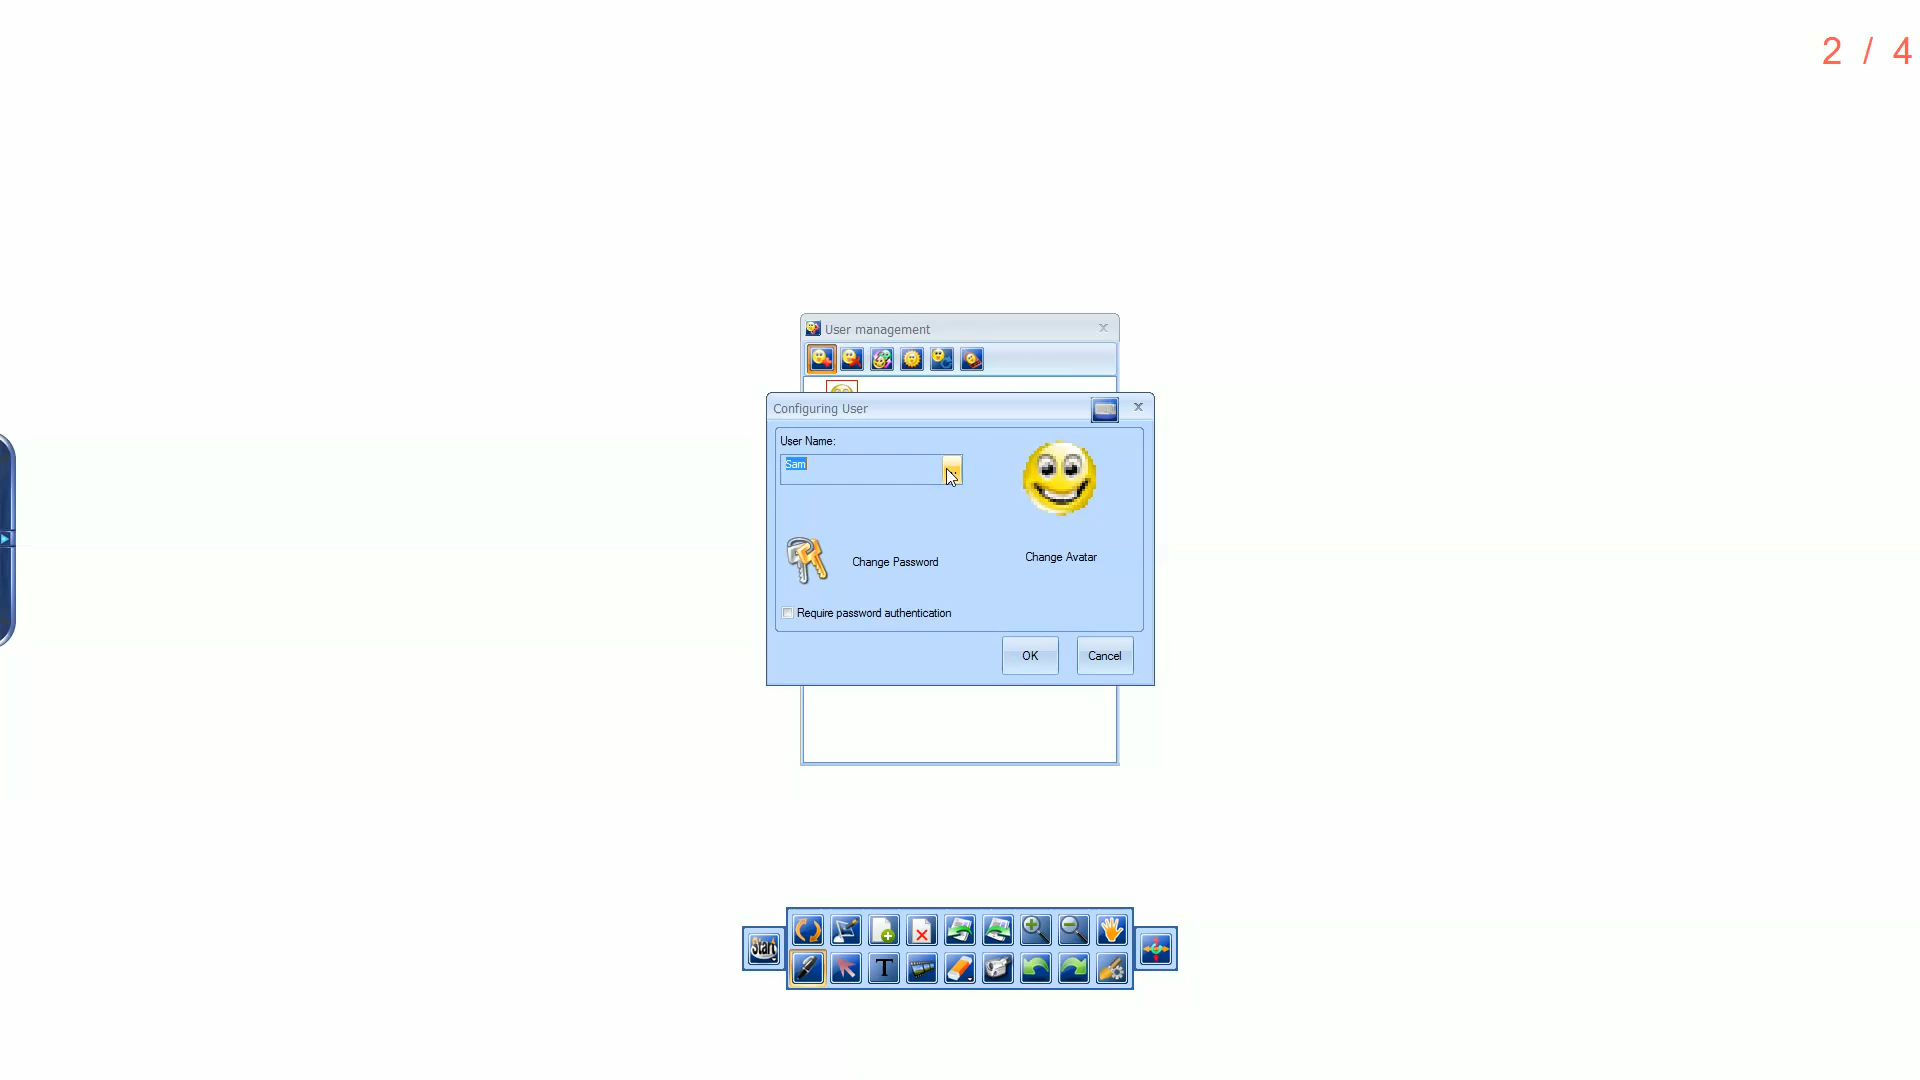 2 / 4
User management
Configuring User
User Name:
Sam
Change Password
Change Avatar
Require password authentication
OK
Cancel
Start
T